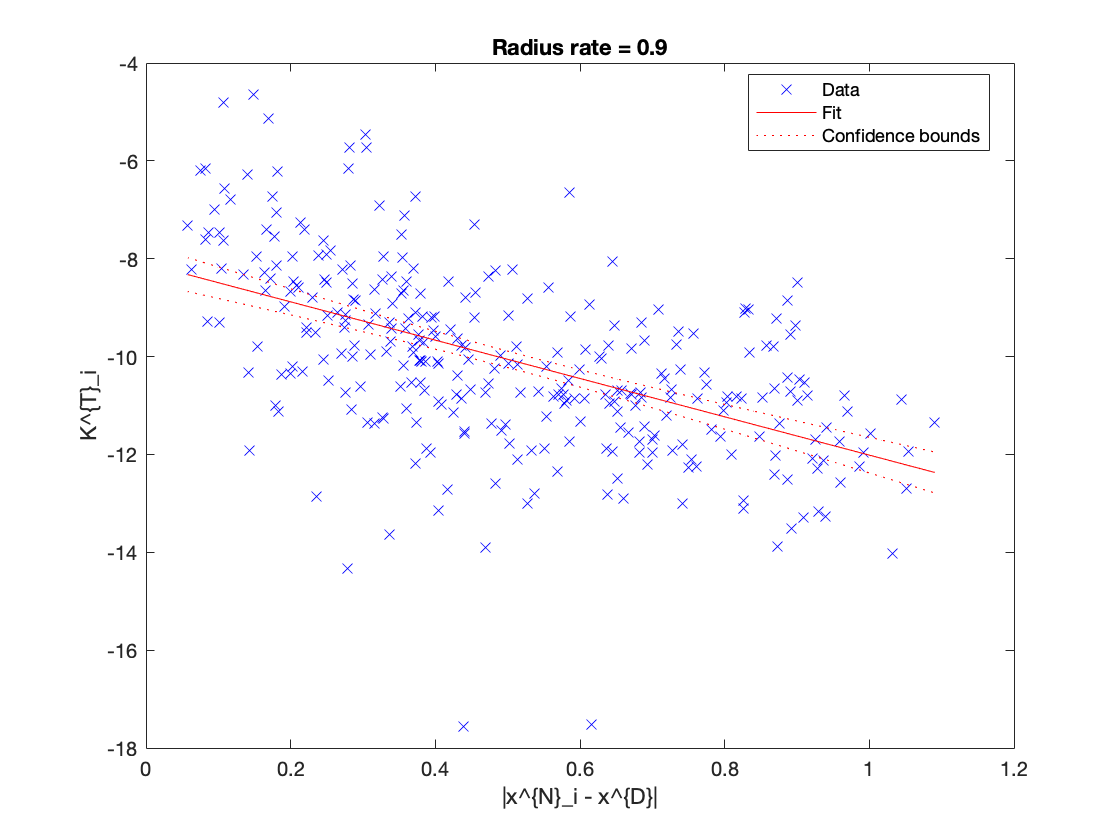 Radius rate = 0.9
-4
-6
-8
-10
-12
-14
-16
-18
K^{T}_i
Data
Fit
Confidence bounds
0 0.2 0.4 0.6 0.8 1 1.2
|x^{N}_i - x^{D}|